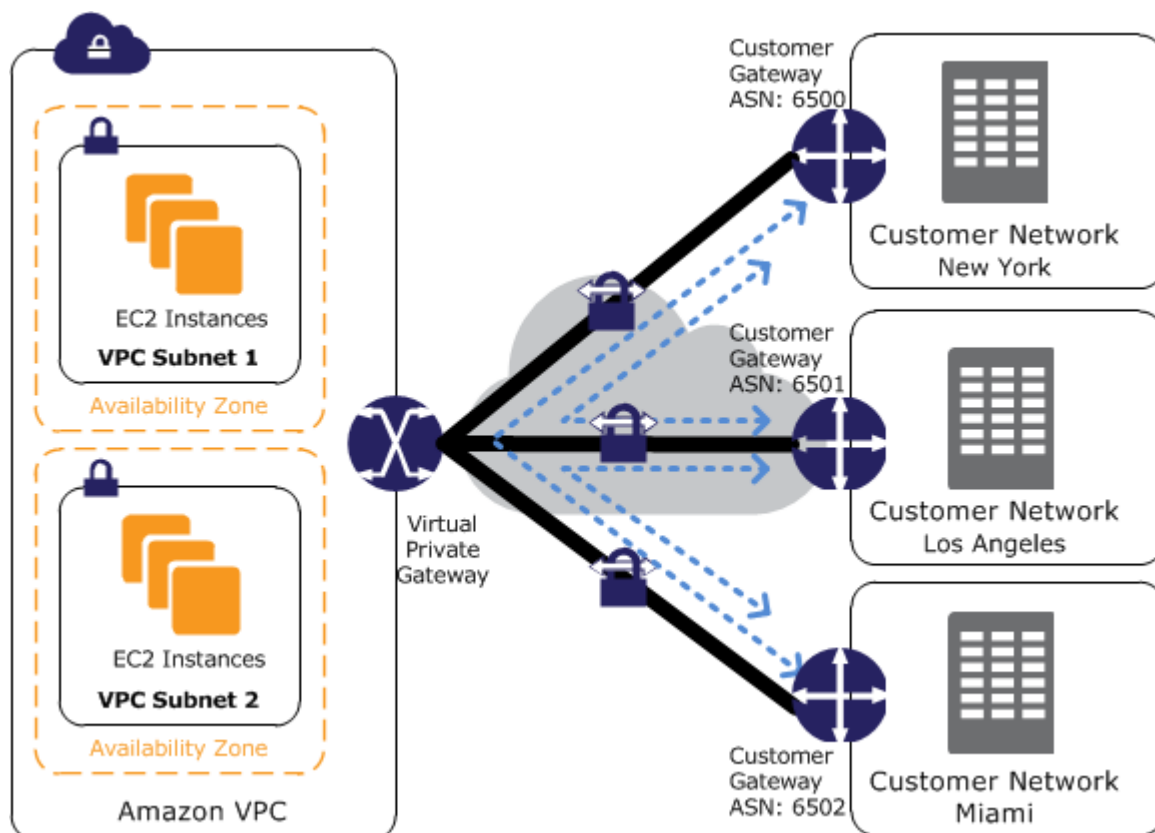 EC2 Instances
VPC Subnet 1
Availability Zone
EC2 Instances
VPC Subnet 2
Availability Zone
Amazon VPC
Virtual
Private
Gateway
Customer
Gateway
ASN: 6500
Customer Network
New York
Customer
Gateway
ASN: 6501
Customer Network
Los Angeles
Customer
Gateway
ASN: 6502
Customer Network
Miami